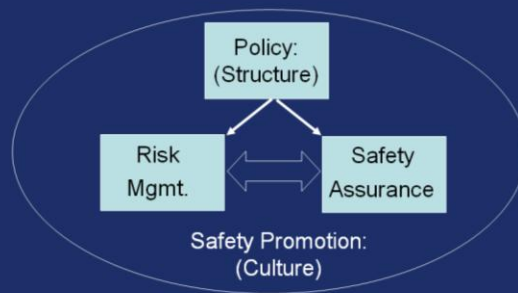 Policy:
(Structure)
Risk
Mgmt.
Safety
Assurance
Safety Promotion:
(Culture)